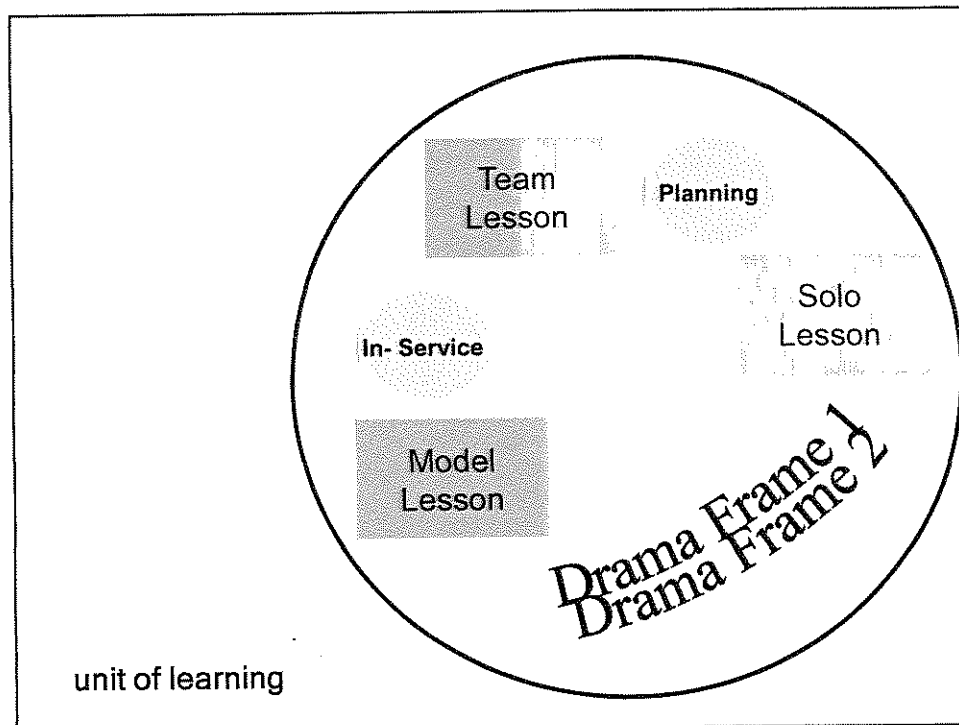 Team
Lesson
Planning
Solo
Lesson
In- Service
Model
Lesson
Drama Frame 1
Drama Frame 2
unit of learning